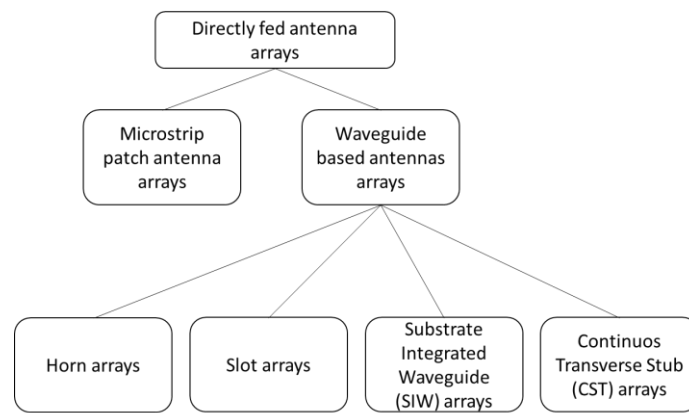 Directly fed antenna
arrays
Microstrip
patch antenna
arrays
Waveguide
based antennas
arrays
Horn arrays
Slot arrays
Substrate
Integrated
Waveguide
(SIW) arrays
Continuos
Transverse Stub
(CST) arrays